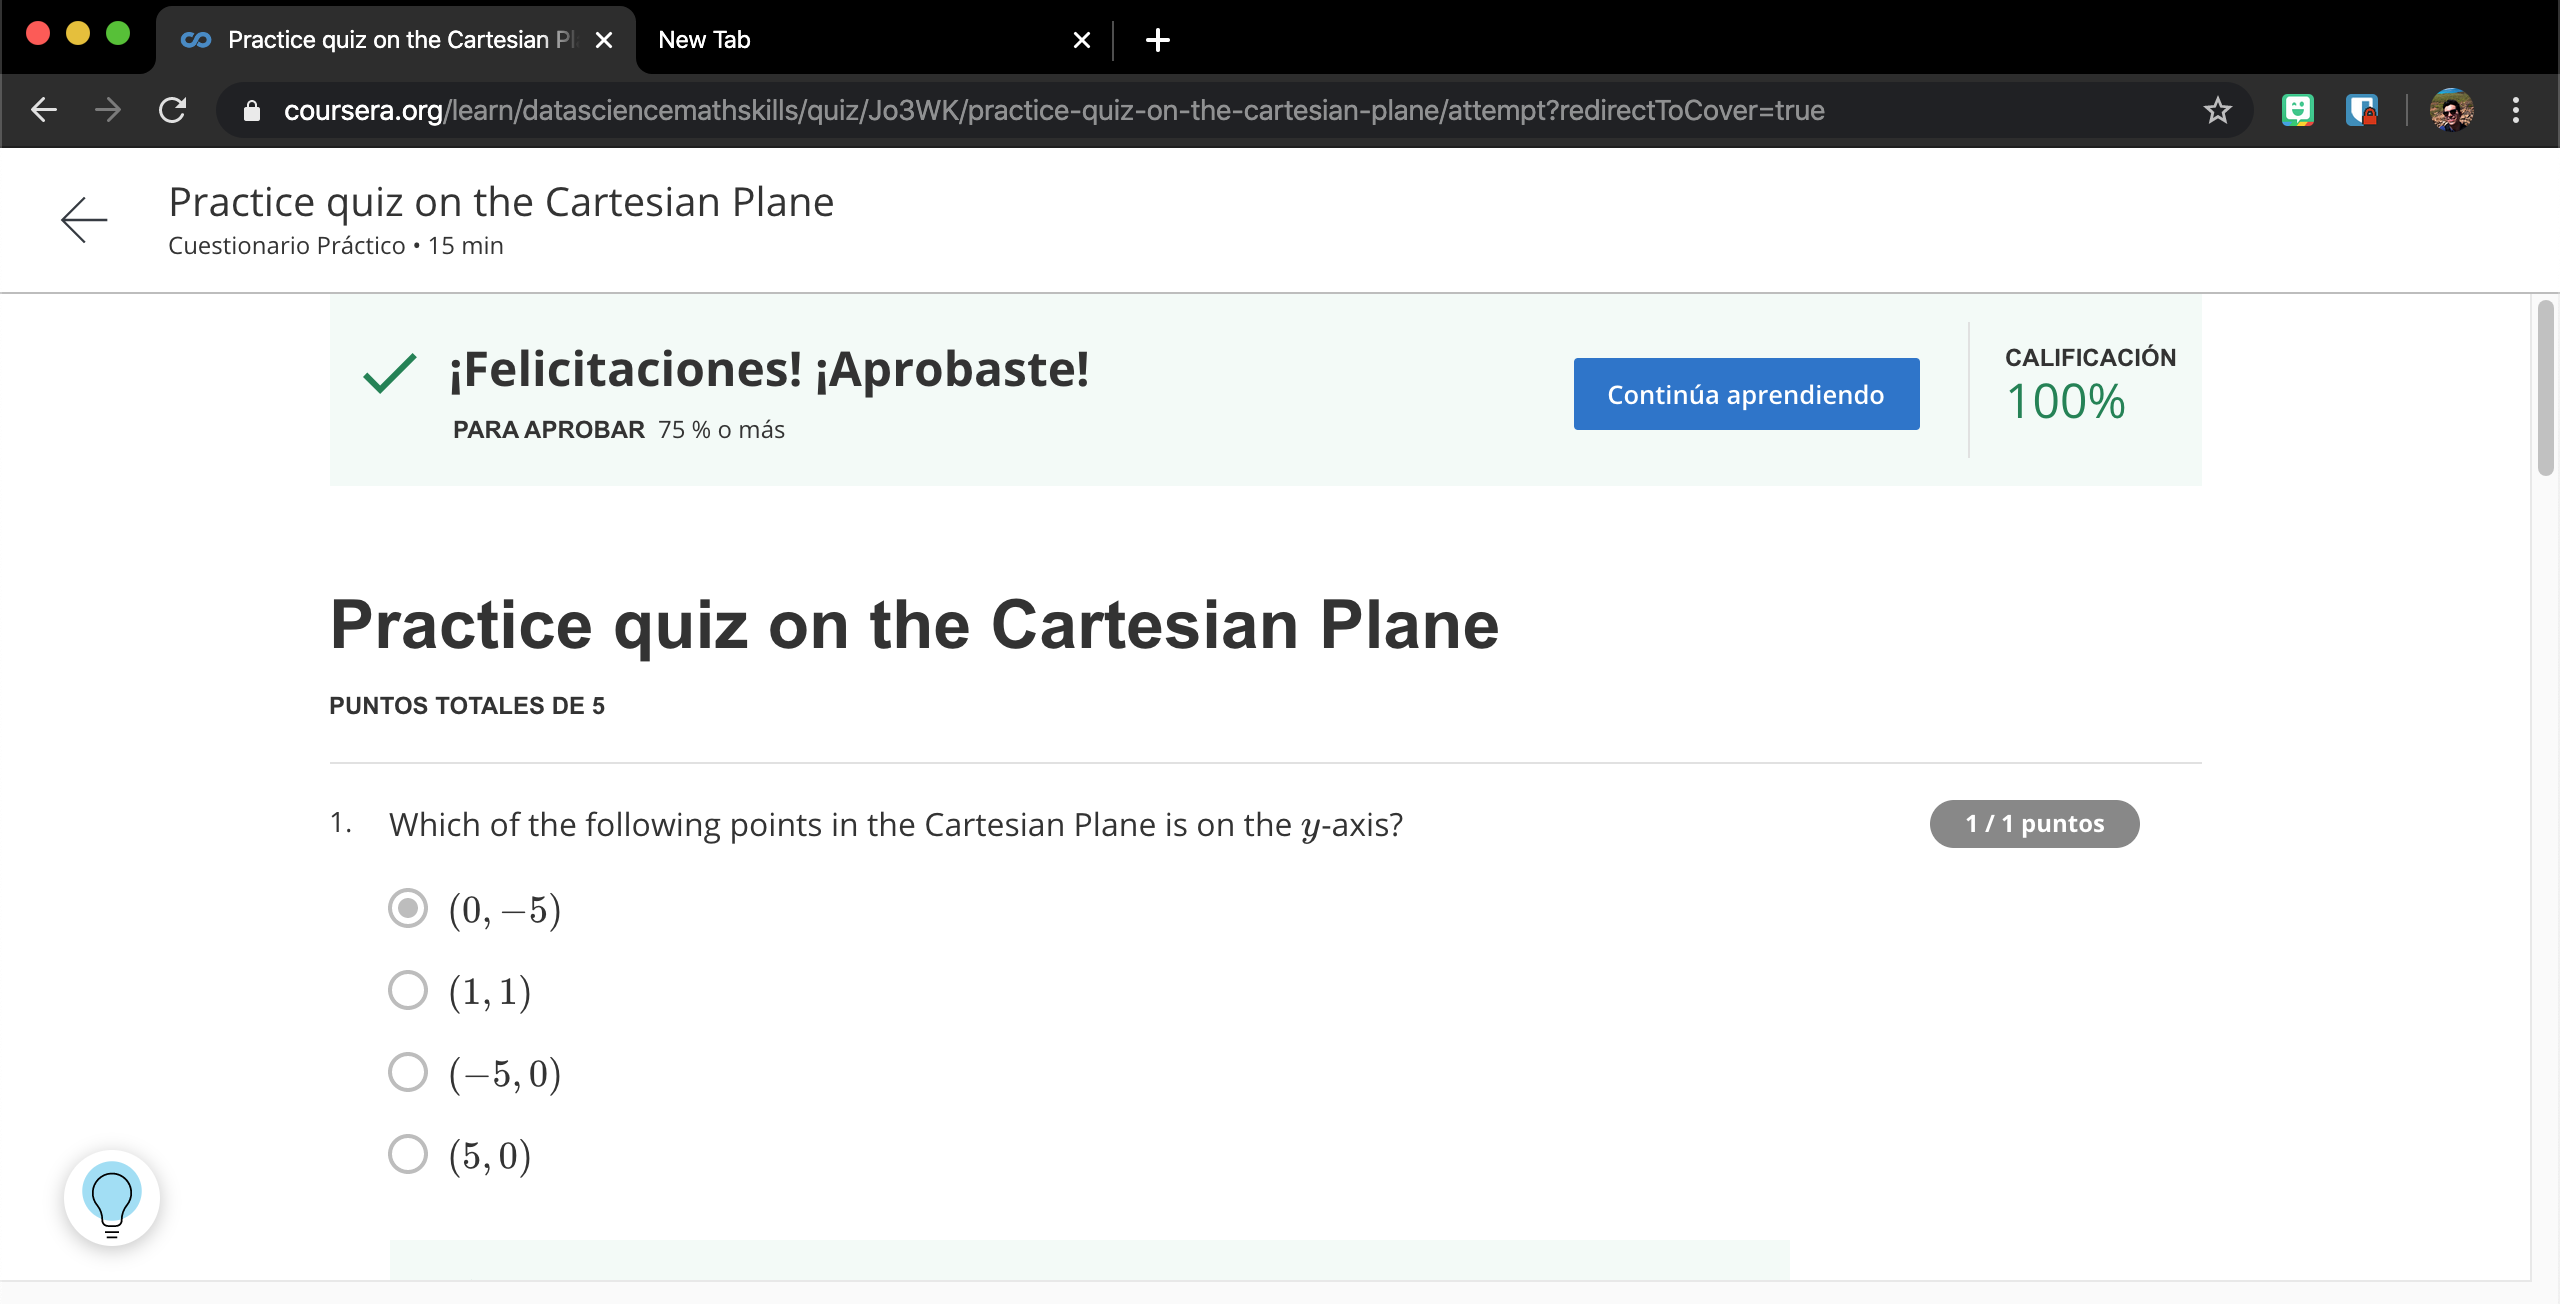 Practice quiz on the Cartesian Pl
New Tab
coursera.org/learn/datasciencemathskills/quiz/Jo3WK/practice-quiz-on-the-cartesian-plane/attempt?redirectToCover=true
Practice quiz on the Cartesian Plane
Cuestionario Práctico • 15 min
¡Felicitaciones! ¡Aprobaste!
PARA APROBAR 75 % o más
Continúa aprendiendo
CALIFICACIÓN
100%
Practice quiz on the Cartesian Plane
PUNTOS TOTALES DE 5
1. Which of the following points in the Cartesian Plane is on the y-axis?
1 / 1 puntos
(0, −5)
(1, 1)
(−5, 0)
(5, 0)